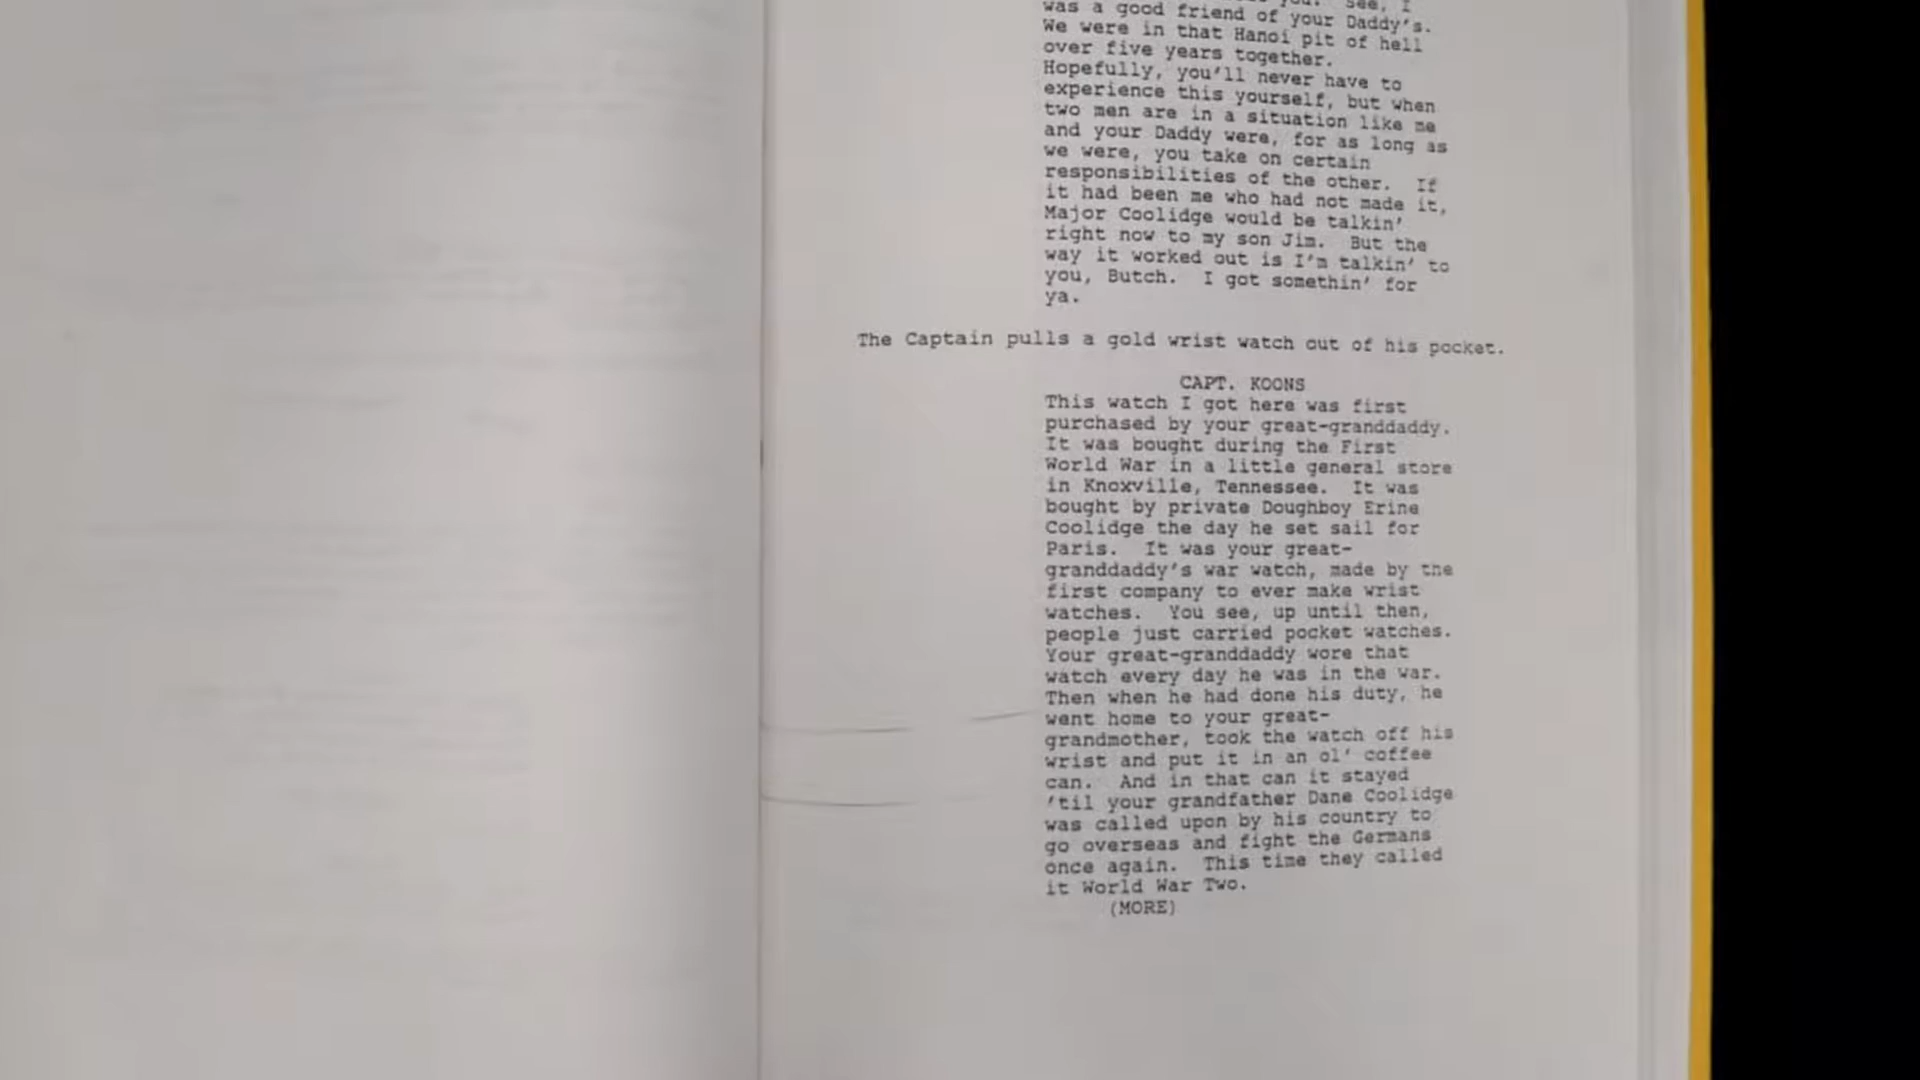 you. See, I
was a good friend of your Daddy's.
We were in that Hanoi pit of hell
over five years together.
Hopefully, you'll never have to
experience this yourself, but when
two men are in a situation like me
and your Daddy were, for as long as
we were, you take on certain
responsibilities of the other. If
it had been me who had not made it,
Major Coolidge would be talkin'
right now to my son Jim. But the
way it worked out is I'm talkin' to
you, Butch. I got somethin' for
ya.
The Captain pulls a gold wrist watch out of his pocket.
CAPT. KOONS
This watch I got here was first
purchased by your great-granddaddy.
It was bought during the First
World War in a little general store
in Knoxville, Tennessee. It was
bought by private Doughboy Erine
Coolidge the day he set sail for
Paris. It was your great-
granddaddy's war watch, made by the
first company to ever make wrist
watches. You see, up until then,
people just carried pocket watches.
Your great-granddaddy wore that
watch every day he was in the war.
Then when he had done his duty, he
went home to your great-
grandmother, took the watch off his
wrist and put it in an ol' coffee
can. And in that can it stayed
'til your grandfather Dane Coolidge
was called upon by his country to
go overseas and fight the Germans
once again. This time they called
it World War Two.
(MORE)